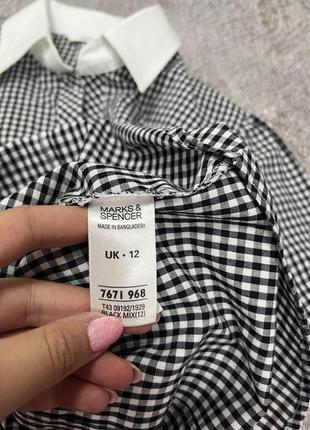 MARKS &
SPENCER
MADE IN BANGLADESH
UK • 12
7671 968
T43 09192/1929
BLACK MIX(12)